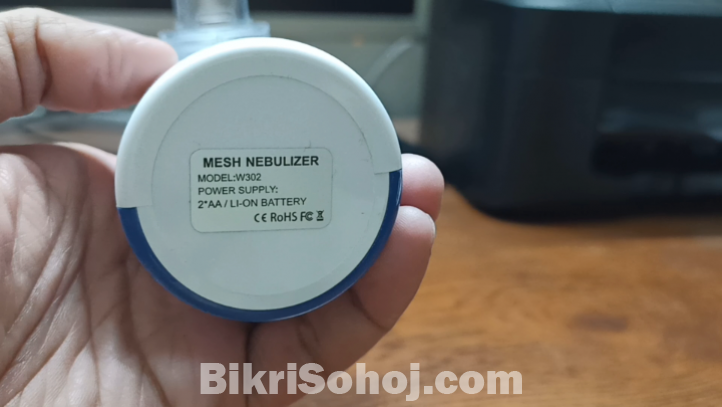 MESH NEBULIZER
MODEL:W302
POWER SUPPLY:
2*AA / LI-ON BATTERY
CE RoHS FC
BikriSohoj.com